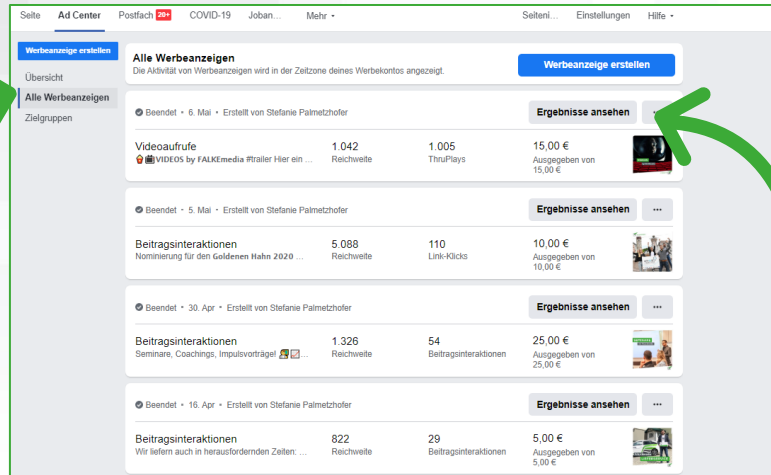 Seite Ad Center Postfach 20+ COVID-19 Joban... Mehr Seiteni... Einstellungen Hilfe
Werbeanzeige erstellen
Übersicht
Alle Werbeanzeigen
Zielgruppen
Alle Werbeanzeigen
Die Aktivität von Werbeanzeigen wird in der Zeitzone deines Werbekontos angezeigt.
Werbeanzeige erstellen
Beendet • 6. Mai • Erstellt von Stefanie Palmetzhofer Ergebnisse ansehen ...
Videoaufrufe 1.042 1.005 15,00 €
🍿🎬VIDEOS by FALKEmedia #trailer Hier ein ... Reichweite ThruPlays Ausgegeben von
15,00 €
Beendet • 5. Mai • Erstellt von Stefanie Palmetzhofer Ergebnisse ansehen ...
Beitragsinteraktionen 5.088 110 10,00 €
Nominierung für den Goldenen Hahn 2020 ... Reichweite Link-Klicks Ausgegeben von
10,00 €
Beendet • 30. Apr • Erstellt von Stefanie Palmetzhofer Ergebnisse ansehen ...
Beitragsinteraktionen 1.326 54 25,00 €
Seminare, Coachings, Impulsvorträge! ... Reichweite Beitragsinteraktionen Ausgegeben von
25,00 €
Beendet • 16. Apr • Erstellt von Stefanie Palmetzhofer Ergebnisse ansehen ...
Beitragsinteraktionen 822 29 5,00 €
Wir liefern auch in herausfordernden Zeiten: ... Reichweite Beitragsinteraktionen Ausgegeben von
5,00 €